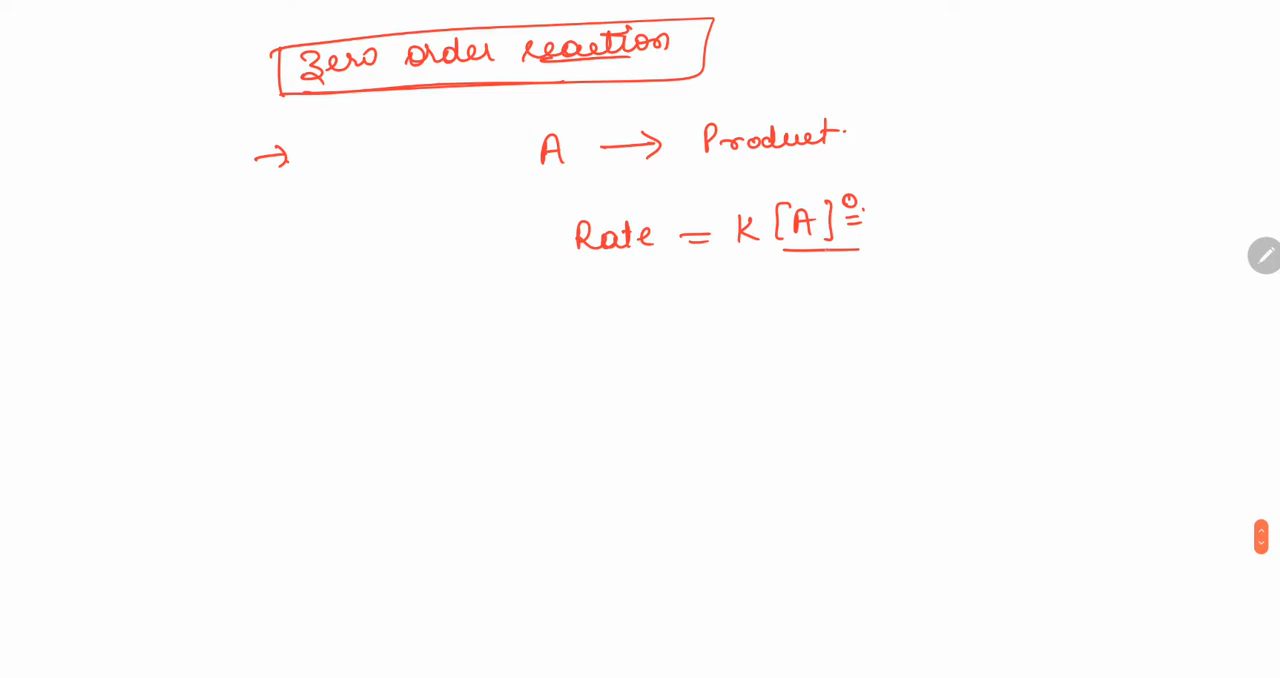 Zero order reaction
→ A → Product.
Rate = K [A]⁰.